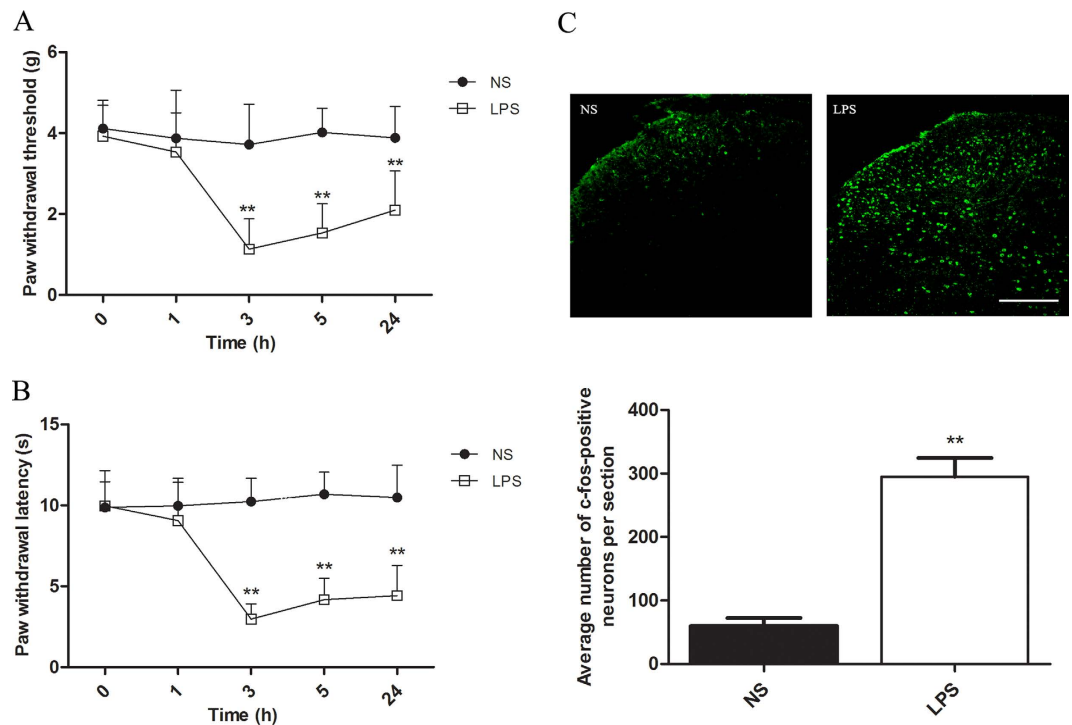 A
Paw withdrawal threshold (g)
6
4
2
0
** ** **
0 1 3 5 24
Time (h)
NS
LPS
B
Paw withdrawal latency (s)
15
10
5
0
** ** **
0 1 3 5 24
Time (h)
NS
LPS
C
NS
LPS
Average number of c-fos-positive
neurons per section
400
300
200
100
0
**
NS LPS